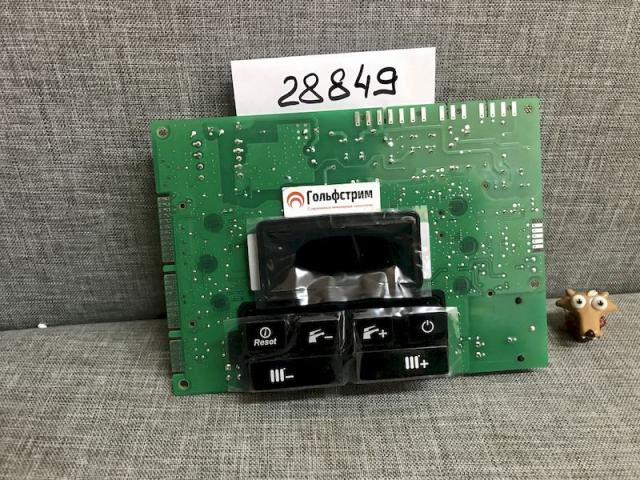 28849
Гольфстрим
Reset
-
+
-
+